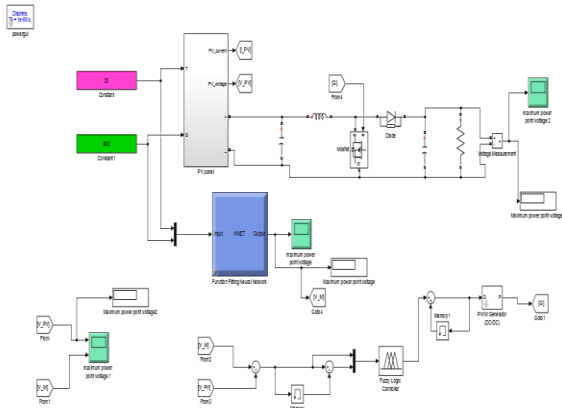 Discrete,
Ts = 1e-06 s.
powergui
PV_current
[I_PV]
PV_voltage
[V_PV]
T
G
PV panel
25
Constant
Constant1
[G]
From4
Mosfet
Diode
Voltage Measurement
maximum power
point voltage 2
Maximum power point voltage
Input
NNET
Output
Function Fitting Neural Network
maximum power
point voltage
Maximum power point voltage
[V_M]
Goto4
Maximum power point voltage2
[V_PV]
From
[V_M]
From1
maximum power
point voltage 1
[V_M]
From2
[V_PV]
From3
Memory
Fuzzy Logic
Controller
Memory1
D
P
PWM Generator
(DC-DC)
[G]
Goto1